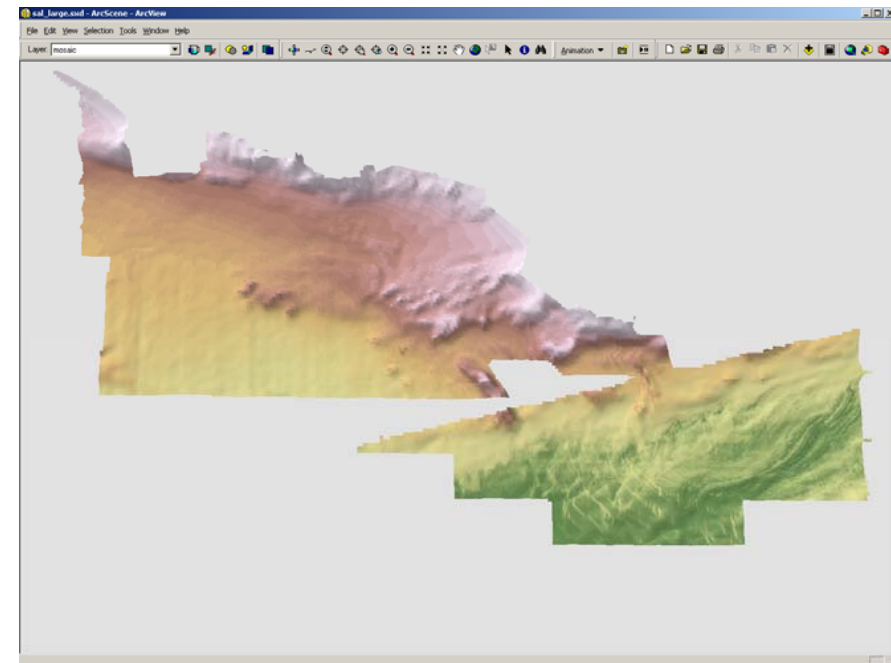 sal_large.sxd - ArcScene - ArcView
File Edit View Selection Tools Window Help
Layer: mosaic Animation